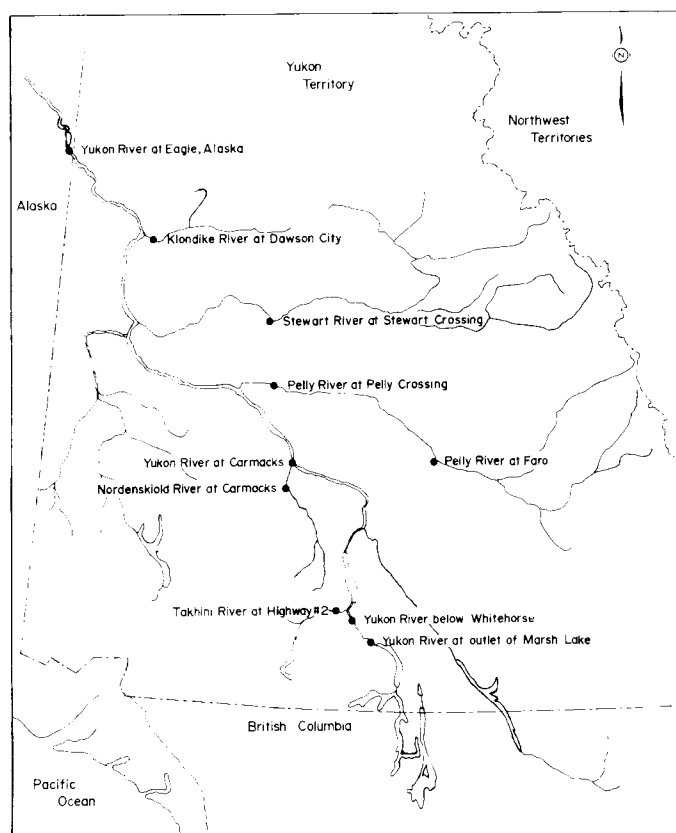 Yukon
Territory
N
Northwest
Territories
Yukon River at Eagle, Alaska
Alaska
Klondike River at Dawson City
Stewart River at Stewart Crossing
Pelly River at Pelly Crossing
Yukon River at Carmacks
Pelly River at Faro
Nordenskiold River at Carmacks
Takhini River at Highway #2
Yukon River below Whitehorse
Yukon River at outlet of Marsh Lake
British Columbia
Pacific
Ocean